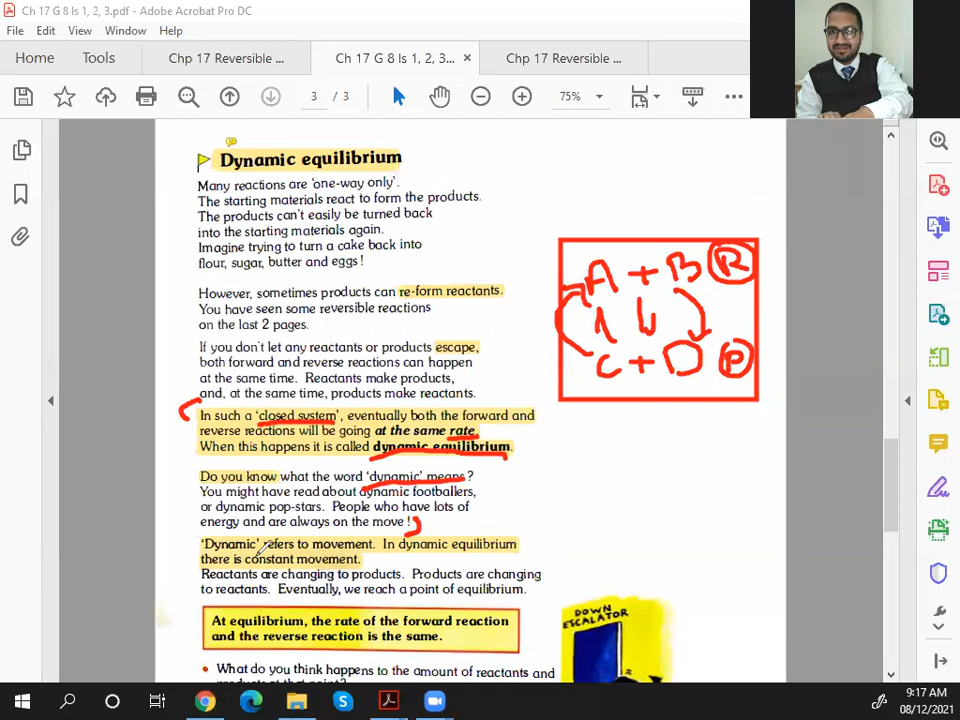 Ch 17 G 8 ls 1, 2, 3.pdf - Adobe Acrobat Pro DC
File Edit View Window Help
Home Tools Chp 17 Reversible ... Ch 17 G 8 ls 1, 2, 3... × Chp 17 Reversible ...
3 / 3 75%
Dynamic equilibrium
Many reactions are 'one-way only'.
The starting materials react to form the products.
The products can't easily be turned back
into the starting materials again.
Imagine trying to turn a cake back into
flour, sugar, butter and eggs !
However, sometimes products can re-form reactants.
You have seen some reversible reactions
on the last 2 pages.
If you don't let any reactants or products escape,
both forward and reverse reactions can happen
at the same time. Reactants make products,
and, at the same time, products make reactants.
In such a 'closed system', eventually both the forward and
reverse reactions will be going at the same rate.
When this happens it is called dynamic equilibrium.
Do you know what the word 'dynamic' means ?
You might have read about dynamic footballers,
or dynamic pop-stars. People who have lots of
energy and are always on the move !
'Dynamic' refers to movement. In dynamic equilibrium
there is constant movement.
Reactants are changing to products. Products are changing
to reactants. Eventually, we reach a point of equilibrium.
At equilibrium, the rate of the forward reaction
and the reverse reaction is the same.
• What do you think happens to the amount of reactants and
products at that point?
A + B R
C + D P
DOWN
ESCALATOR
9:17 AM
08/12/2021